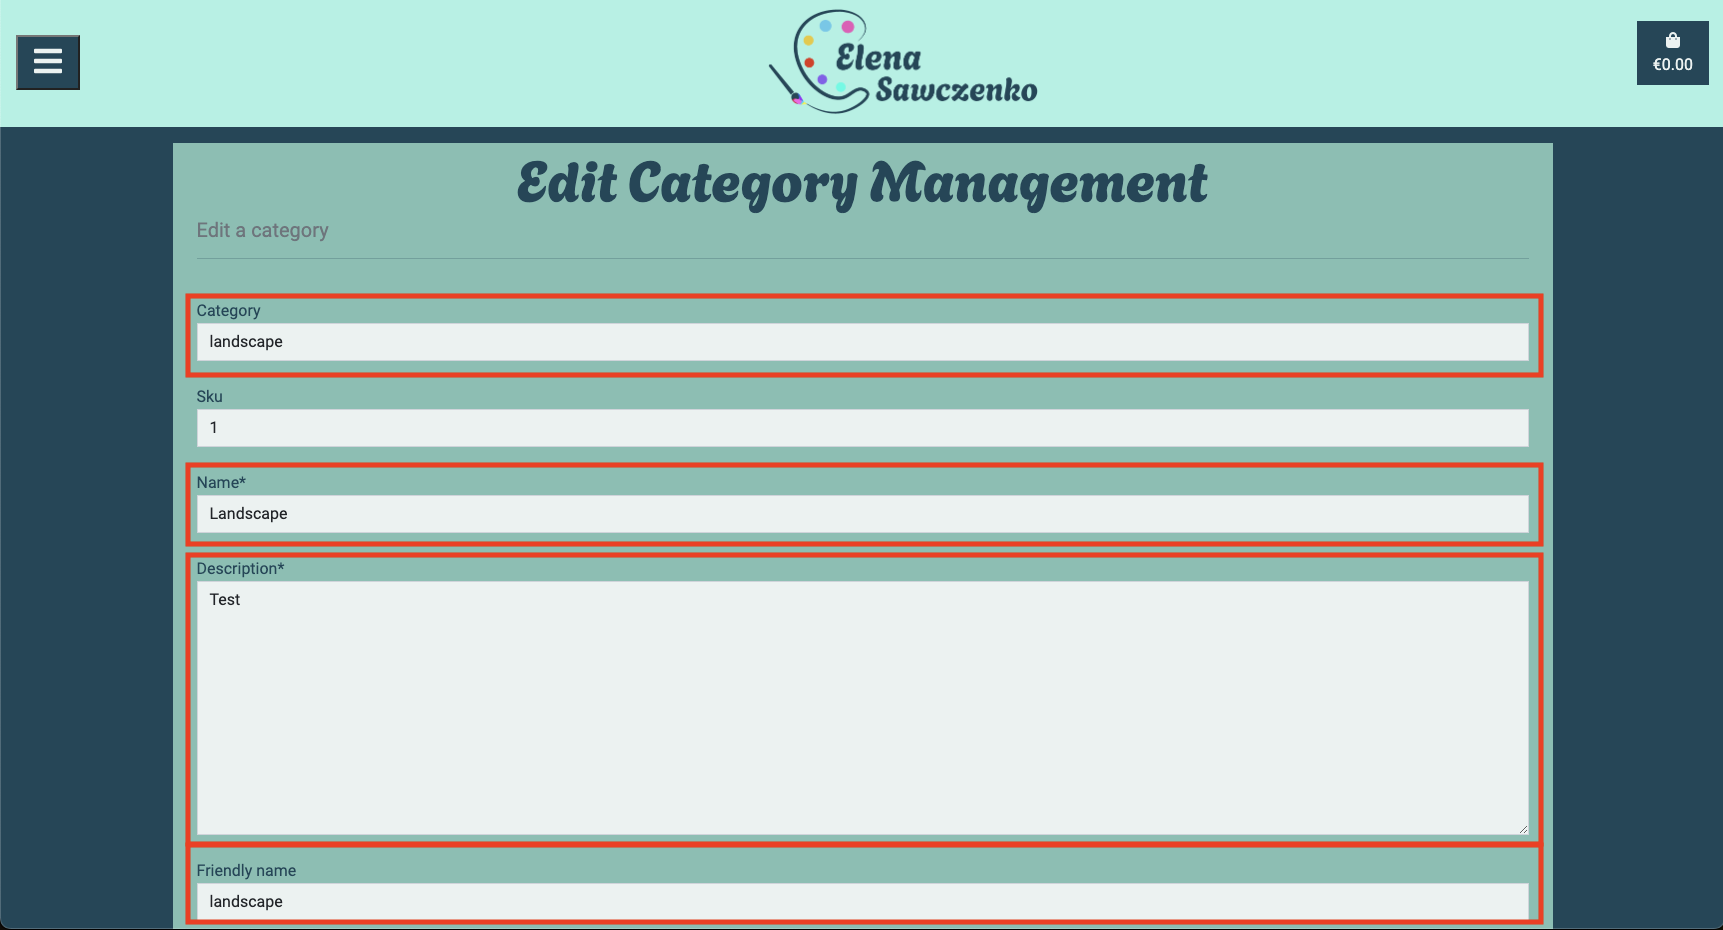 Elena
Sawczenko
€0.00
Edit Category Management
Edit a category
Category
landscape
Sku
1
Name*
Landscape
Description*
Test
Friendly name
landscape